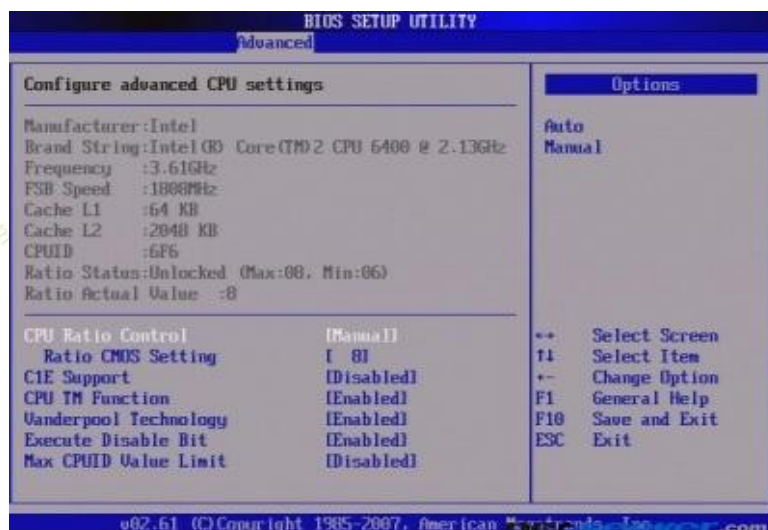 BIOS SETUP UTILITY
Advanced
Configure advanced CPU settings
Manufacturer:Intel
Brand String:Intel(R) Core(TM)2 CPU 6400 @ 2.13GHz
Frequency :3.61GHz
FSB Speed :1808MHz
Cache L1 :64 KB
Cache L2 :2048 KB
CPUID :6F6
Ratio Status:Unlocked (Max:08, Min:06)
Ratio Actual Value :8
CPU Ratio Control [Manual]
Ratio CMOS Setting [ 8]
C1E Support [Disabled]
CPU TM Function [Enabled]
Vanderpool Technology [Enabled]
Execute Disable Bit [Enabled]
Max CPUID Value Limit [Disabled]
Options
Auto
Manual
↔ Select Screen
↑↓ Select Item
+- Change Option
F1 General Help
F10 Save and Exit
ESC Exit
v02.61 (C)Copyright 1985-2007, American
.com